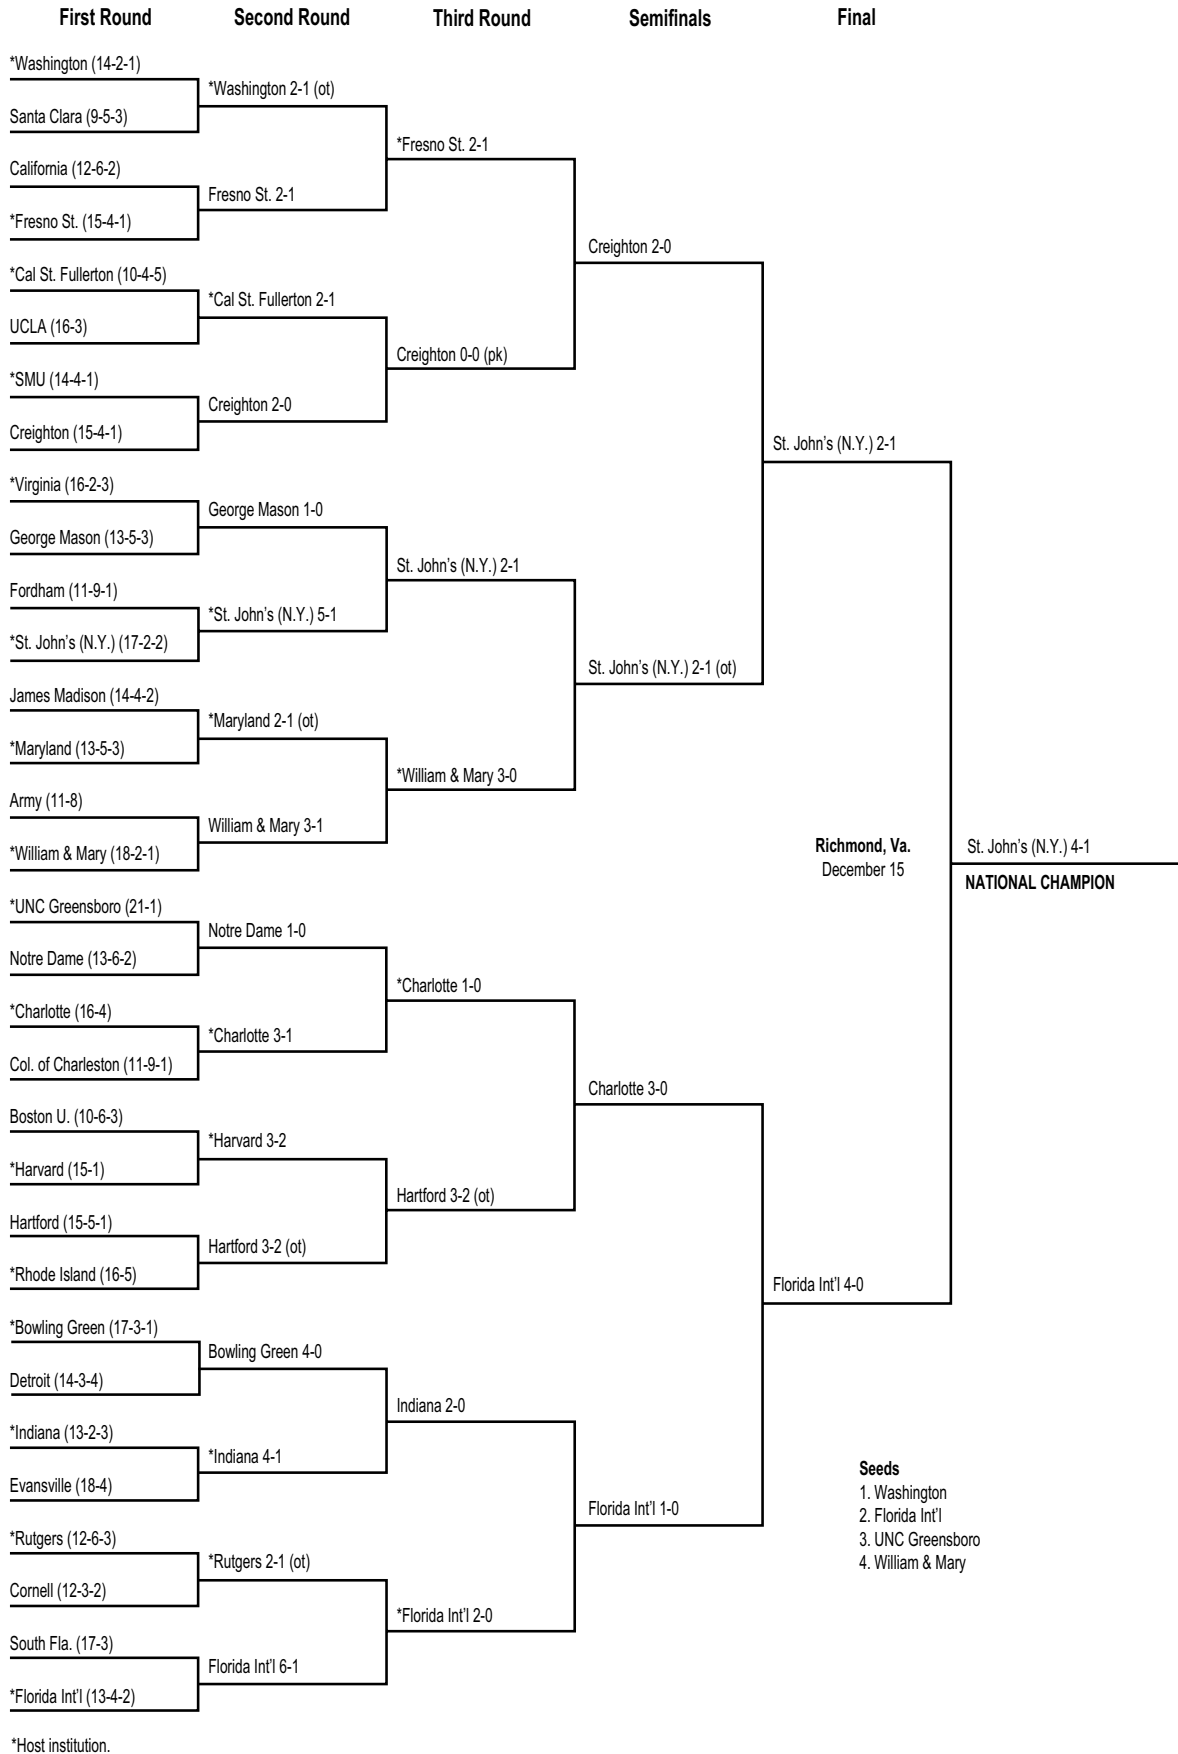 First Round
Second Round
Third Round
Semifinals
Final
*Washington (14-2-1)
Santa Clara (9-5-3)
California (12-6-2)
*Fresno St. (15-4-1)
*Cal St. Fullerton (10-4-5)
UCLA (16-3)
*SMU (14-4-1)
Creighton (15-4-1)
*Virginia (16-2-3)
George Mason (13-5-3)
Fordham (11-9-1)
*St. John’s (N.Y.) (17-2-2)
James Madison (14-4-2)
*Maryland (13-5-3)
Army (11-8)
*William & Mary (18-2-1)
*UNC Greensboro (21-1)
Notre Dame (13-6-2)
*Charlotte (16-4)
Col. of Charleston (11-9-1)
Boston U. (10-6-3)
*Harvard (15-1)
Hartford (15-5-1)
*Rhode Island (16-5)
*Bowling Green (17-3-1)
Detroit (14-3-4)
*Indiana (13-2-3)
Evansville (18-4)
*Rutgers (12-6-3)
Cornell (12-3-2)
South Fla. (17-3)
*Florida Int’l (13-4-2)
*Washington 2-1 (ot)
Fresno St. 2-1
*Cal St. Fullerton 2-1
Creighton 2-0
George Mason 1-0
*St. John’s (N.Y.) 5-1
*Maryland 2-1 (ot)
William & Mary 3-1
Notre Dame 1-0
*Charlotte 3-1
*Harvard 3-2
Hartford 3-2 (ot)
Bowling Green 4-0
*Indiana 4-1
*Rutgers 2-1 (ot)
Florida Int’l 6-1
*Fresno St. 2-1
Creighton 0-0 (pk)
St. John’s (N.Y.) 2-1
*William & Mary 3-0
*Charlotte 1-0
Hartford 3-2 (ot)
Indiana 2-0
*Florida Int’l 2-0
Creighton 2-0
St. John’s (N.Y.) 2-1 (ot)
Charlotte 3-0
Florida Int’l 1-0
St. John’s (N.Y.) 2-1
Florida Int’l 4-0
Richmond, Va.
December 15
St. John’s (N.Y.) 4-1
NATIONAL CHAMPION
Seeds
1. Washington
2. Florida Int’l
3. UNC Greensboro
4. William & Mary
*Host institution.